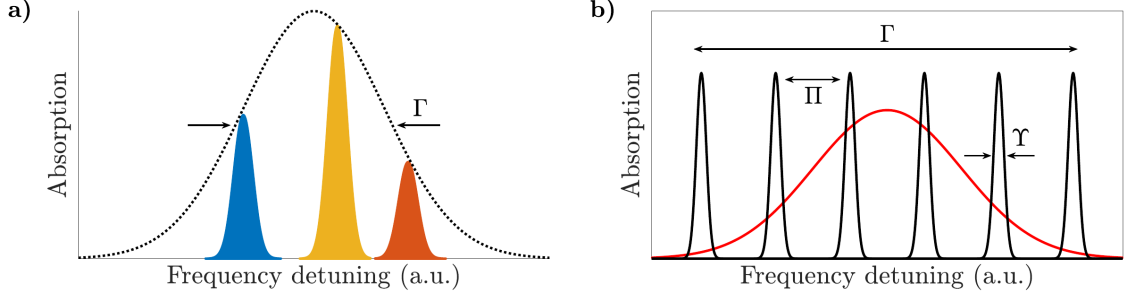 a)
Absorption
Γ
Frequency detuning (a.u.)
b)
Absorption
Γ
Π
ϒ
Frequency detuning (a.u.)